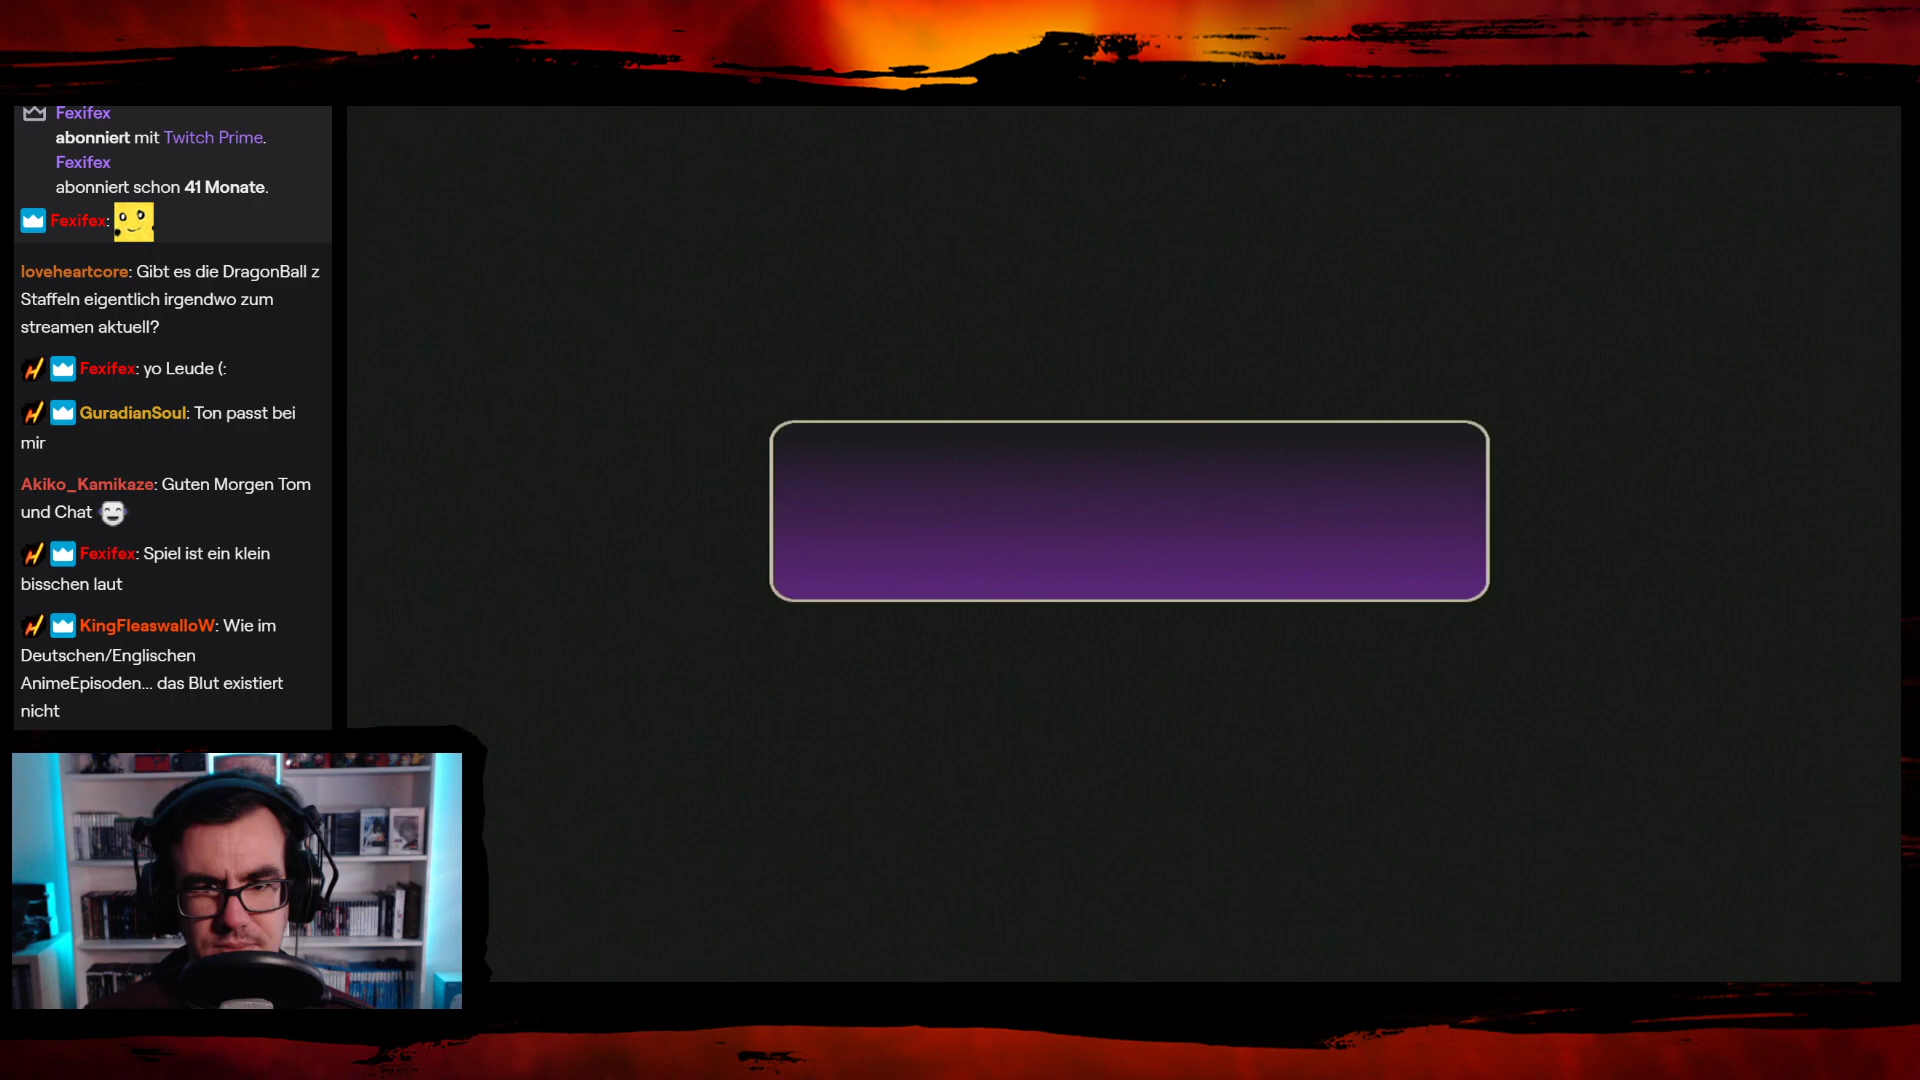 Fexifex
abonniert mit Twitch Prime.
Fexifex
abonniert schon 41 Monate.
Fexifex:
loveheartcore: Gibt es die DragonBall z
Staffeln eigentlich irgendwo zum
streamen aktuell?
Fexifex: yo Leude (:
GuradianSoul: Ton passt bei
mir
Akiko_Kamikaze: Guten Morgen Tom
und Chat
Fexifex: Spiel ist ein klein
bisschen laut
KingFleaswalloW: Wie im
Deutschen/Englischen
AnimeEpisoden... das Blut existiert
nicht